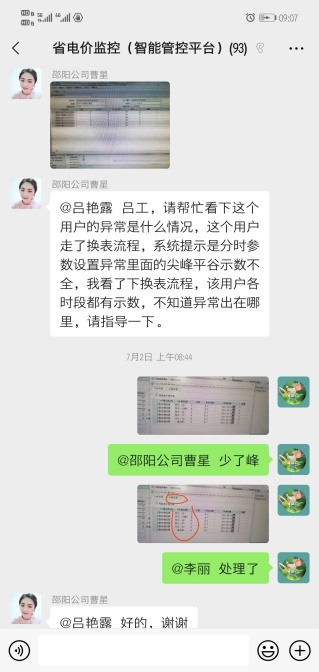 09:07
省电价监控（智能管控平台）(93)
邵阳公司曹星
邵阳公司曹星
@吕艳露 吕工，请帮忙看下这个
用户的异常是什么情况，这个用户
走了换表流程，系统提示是分时参
数设置异常里面的尖峰平谷示数不
全，我看了下换表流程，该用户各
时段都有示数，不知道异常出在哪
里，请指导一下。
7月2日 上午08:44
@邵阳公司曹星 少了峰
@李丽 处理了
邵阳公司曹星
@吕艳露 好的，谢谢